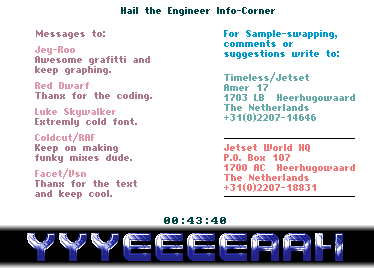 Hail the Engineer Info-Corner
Messages to:
Jey-Roo
Awesome grafitti and
keep graphing.
Red Dwarf
Thanx for the coding.
Luke Skywalker
Extremly cold font.
Coldcut/RAF
Keep on making
funky mixes dude.
Facet/Vsn
Thanx for the text
and keep cool.
For Sample-swapping,
comments or
suggestions write to:
Timeless/Jetset
Amer 17
1703 LB  Heerhugowaard
The Netherlands
+31(0)2207-14646
Jetset World HQ
P.O. Box 107
1700 AC  Heerhugowaard
The Netherlands
+31(0)2207-18831
00:43:40
YYYEEEEAAH